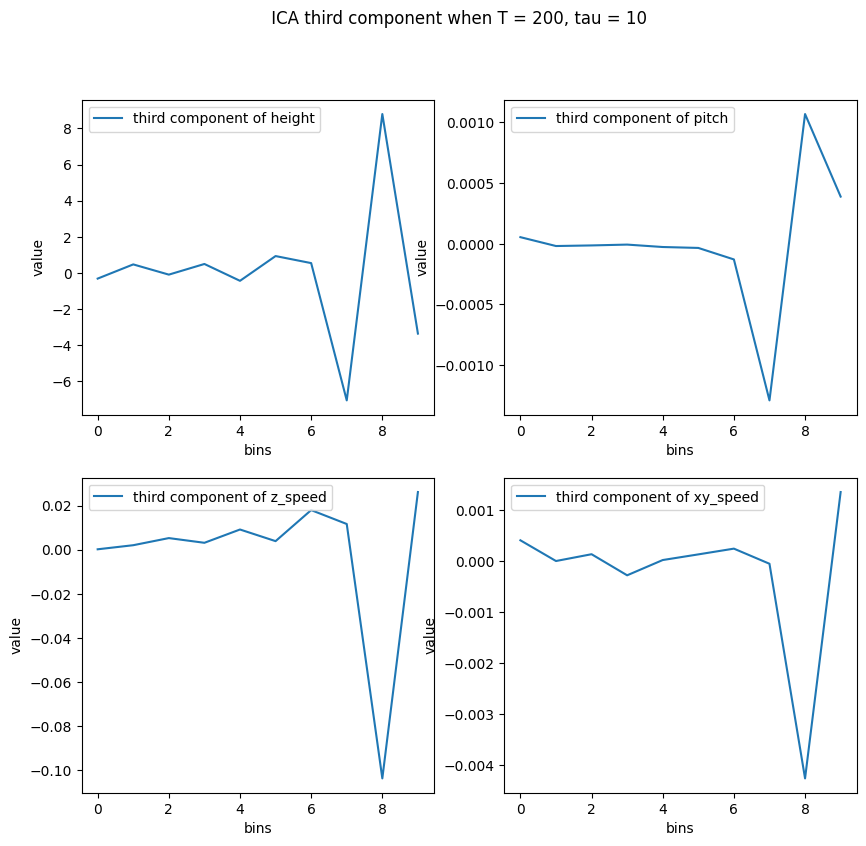 ICA third component when T = 200, tau = 10
third component of height
value
8
6
4
2
0
−2
−4
−6
0 2 4 6 8
bins
third component of pitch
value
0.0010
0.0005
0.0000
−0.0005
−0.0010
0 2 4 6 8
bins
third component of z_speed
value
0.02
0.00
−0.02
−0.04
−0.06
−0.08
−0.10
0 2 4 6 8
bins
third component of xy_speed
value
0.001
0.000
−0.001
−0.002
−0.003
−0.004
0 2 4 6 8
bins